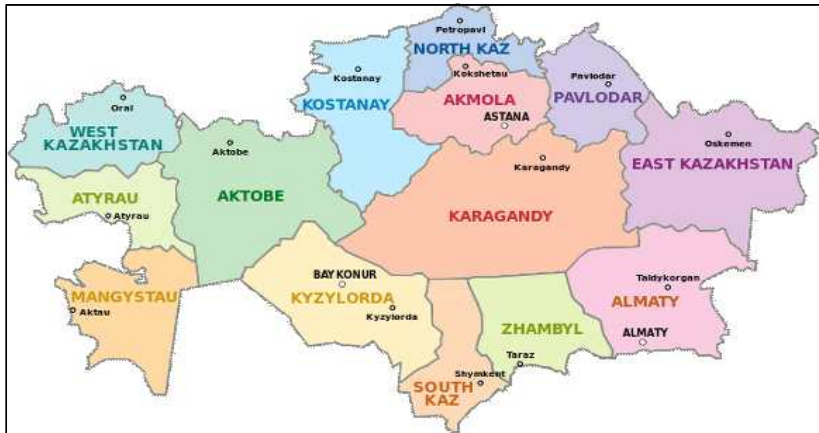 Petropavl
NORTH KAZ
Kokshetau
Kostanay
KOSTANAY
AKMOLA
ASTANA
Pavlodar
PAVLODAR
Oral
WEST
KAZAKHSTAN
Aktobe
AKTOBE
Karagandy
KARAGANDY
Oskemen
EAST KAZAKHSTAN
ATYRAU
Atyrau
MANGYSTAU
Aktau
BAYKONUR
KYZYLORDA
Kyzylorda
Taldykorgan
ALMATY
ALMATY
ZHAMBYL
Taraz
Shymkent
SOUTH
KAZ